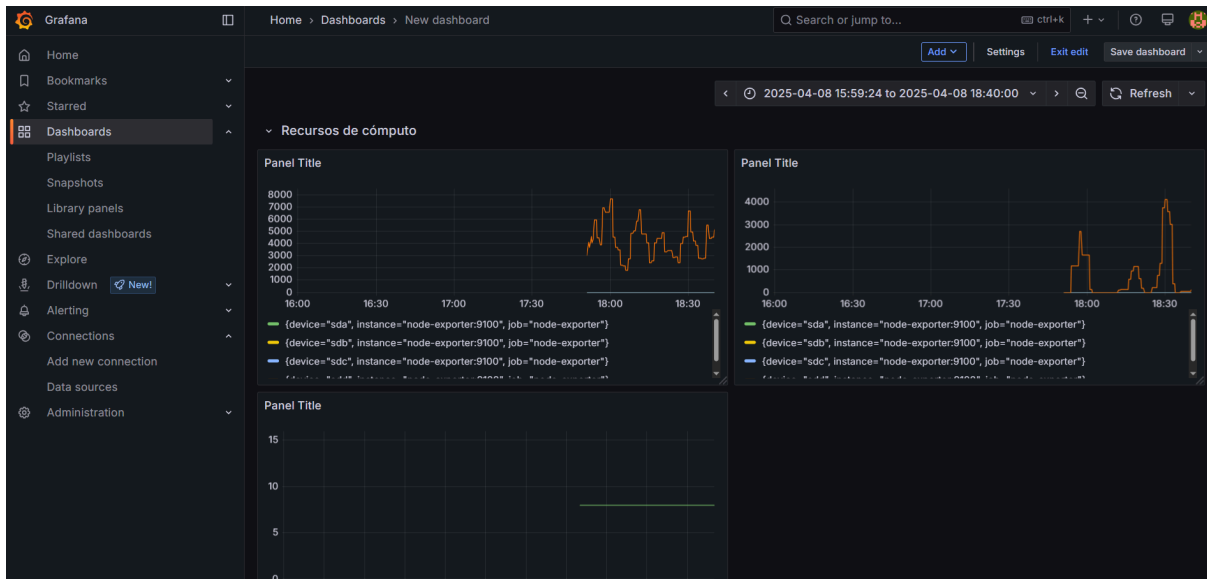 Grafana
Home › Dashboards › New dashboard
Search or jump to...
ctrl+k
Home
Bookmarks
Starred
Dashboards
Playlists
Snapshots
Library panels
Shared dashboards
Explore
Drilldown New!
Alerting
Connections
Add new connection
Data sources
Administration
Add Settings Exit edit Save dashboard
2025-04-08 15:59:24 to 2025-04-08 18:40:00 Refresh
Recursos de cómputo
Panel Title
8000
7000
6000
5000
4000
3000
2000
1000
0
16:00 16:30 17:00 17:30 18:00 18:30
{device="sda", instance="node-exporter:9100", job="node-exporter"}
{device="sdb", instance="node-exporter:9100", job="node-exporter"}
{device="sdc", instance="node-exporter:9100", job="node-exporter"}
Panel Title
4000
3000
2000
1000
0
16:00 16:30 17:00 17:30 18:00 18:30
{device="sda", instance="node-exporter:9100", job="node-exporter"}
{device="sdb", instance="node-exporter:9100", job="node-exporter"}
{device="sdc", instance="node-exporter:9100", job="node-exporter"}
Panel Title
15
10
5
0